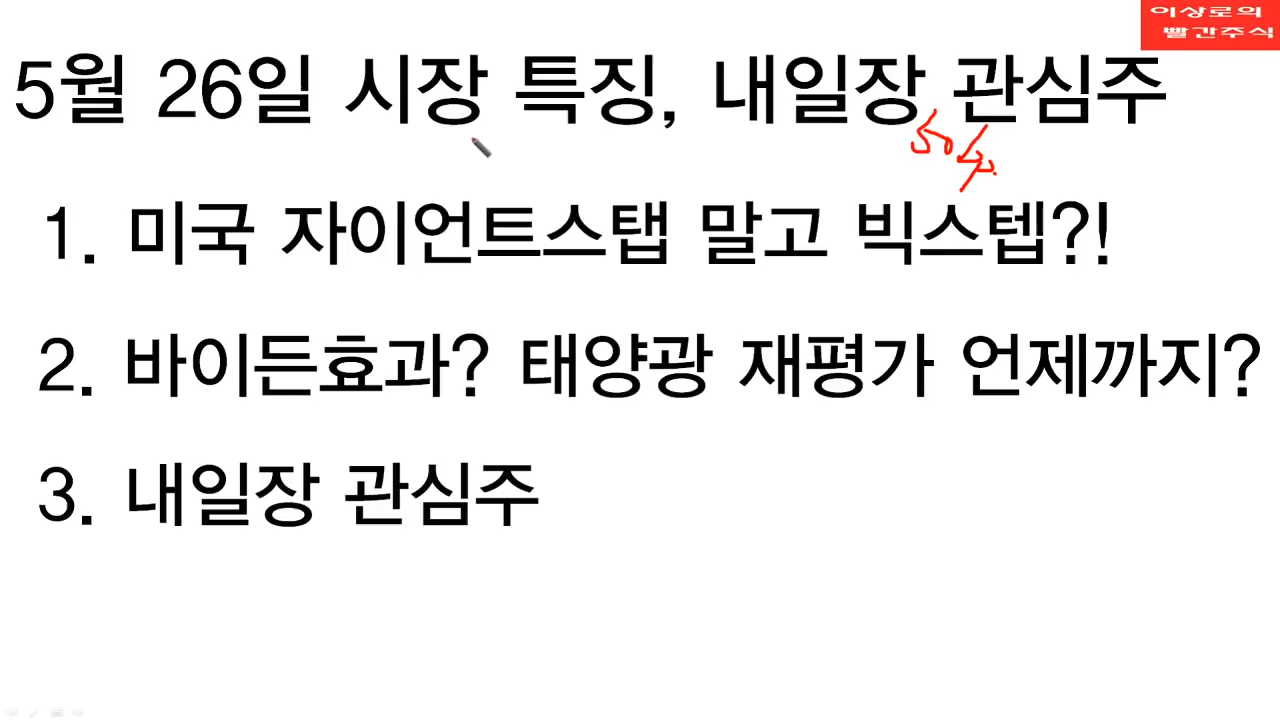 이상로의
빨간주식
5월 26일 시장 특징, 내일장 관심주
1. 미국 자이언트스탭 말고 빅스텝?!
2. 바이든효과? 태양광 재평가 언제까지?
3. 내일장 관심주